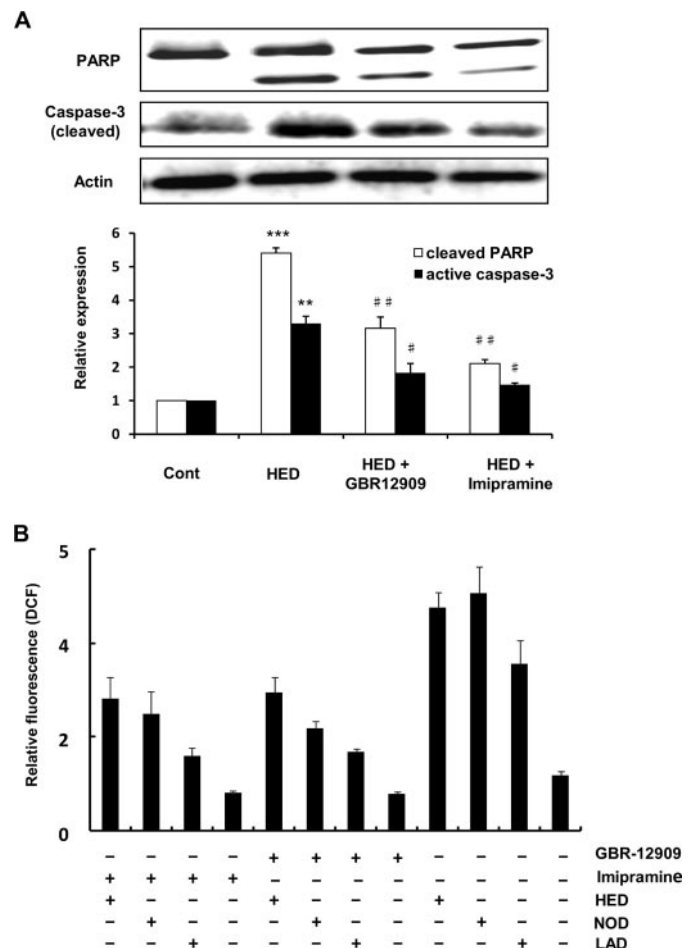 A
PARP
Caspase-3
(cleaved)
Actin
Relative expression
6
5
4
3
2
1
0
***
**
##
#
##
#
cleaved PARP
active caspase-3
Cont
HED
HED +
GBR12909
HED +
Imipramine
B
Relative fluorescence (DCF)
5
4
2
0
– – – – + + + + – – – – GBR-12909
+ + + + – – – – – – – – Imipramine
+ – – – + – – – + – – – HED
– + – – – + – – – + – – NOD
– – + – – – + – – – + – LAD